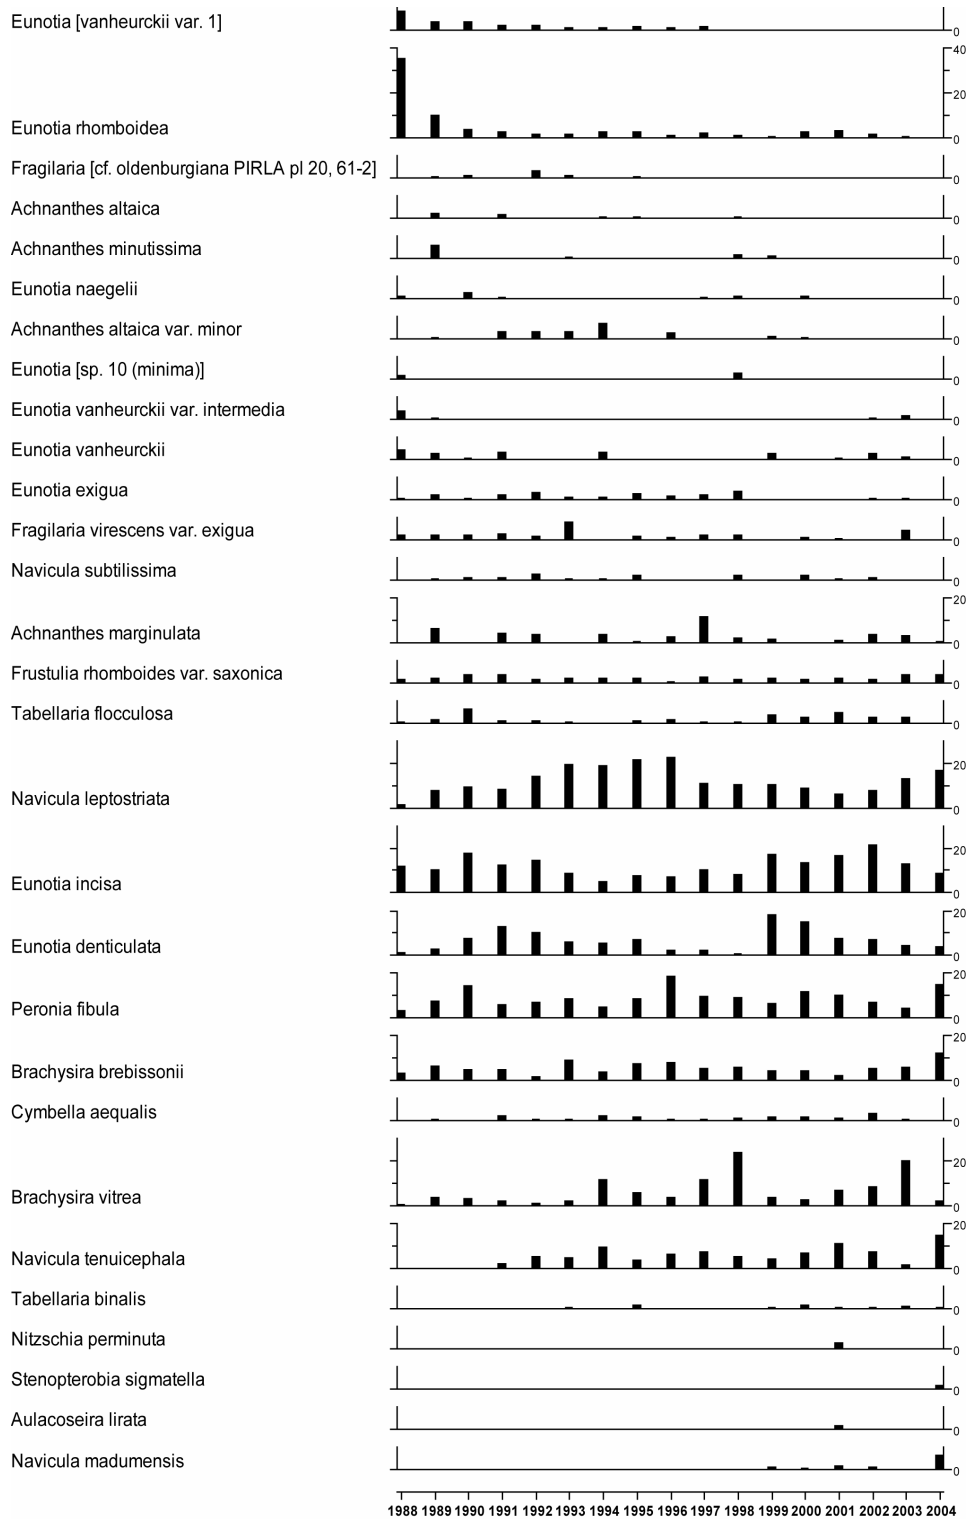 Eunotia [vanheurckii var. 1]
0
40
20
Eunotia rhomboidea
0
Fragilaria [cf. oldenburgiana PIRLA pl 20, 61-2]
0
Achnanthes altaica
0
Achnanthes minutissima
0
Eunotia naegelii
0
Achnanthes altaica var. minor
0
Eunotia [sp. 10 (minima)]
0
Eunotia vanheurckii var. intermedia
0
Eunotia vanheurckii
0
Eunotia exigua
0
Fragilaria virescens var. exigua
0
Navicula subtilissima
0
20
Achnanthes marginulata
0
Frustulia rhomboides var. saxonica
0
Tabellaria flocculosa
0
20
Navicula leptostriata
0
20
Eunotia incisa
0
20
Eunotia denticulata
0
20
Peronia fibula
0
20
Brachysira brebissonii
0
Cymbella aequalis
0
20
Brachysira vitrea
0
20
Navicula tenuicephala
0
Tabellaria binalis
0
Nitzschia perminuta
0
Stenopterobia sigmatella
0
Aulacoseira lirata
0
Navicula madumensis
0
1988 1989 1990 1991 1992 1993 1994 1995 1996 1997 1998 1999 2000 2001 2002 2003 2004